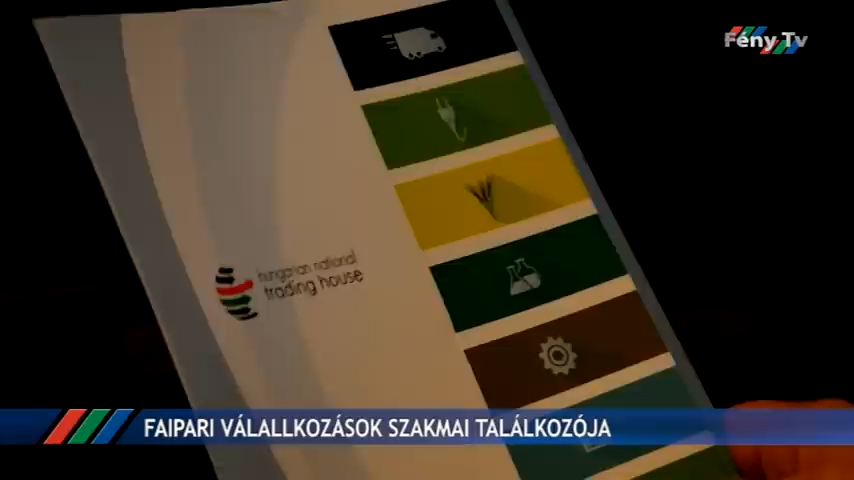 Fény Tv
hungarian national
trading house
FAIPARI VÁLALLKOZÁSOK SZAKMAI TALÁLKOZÓJA